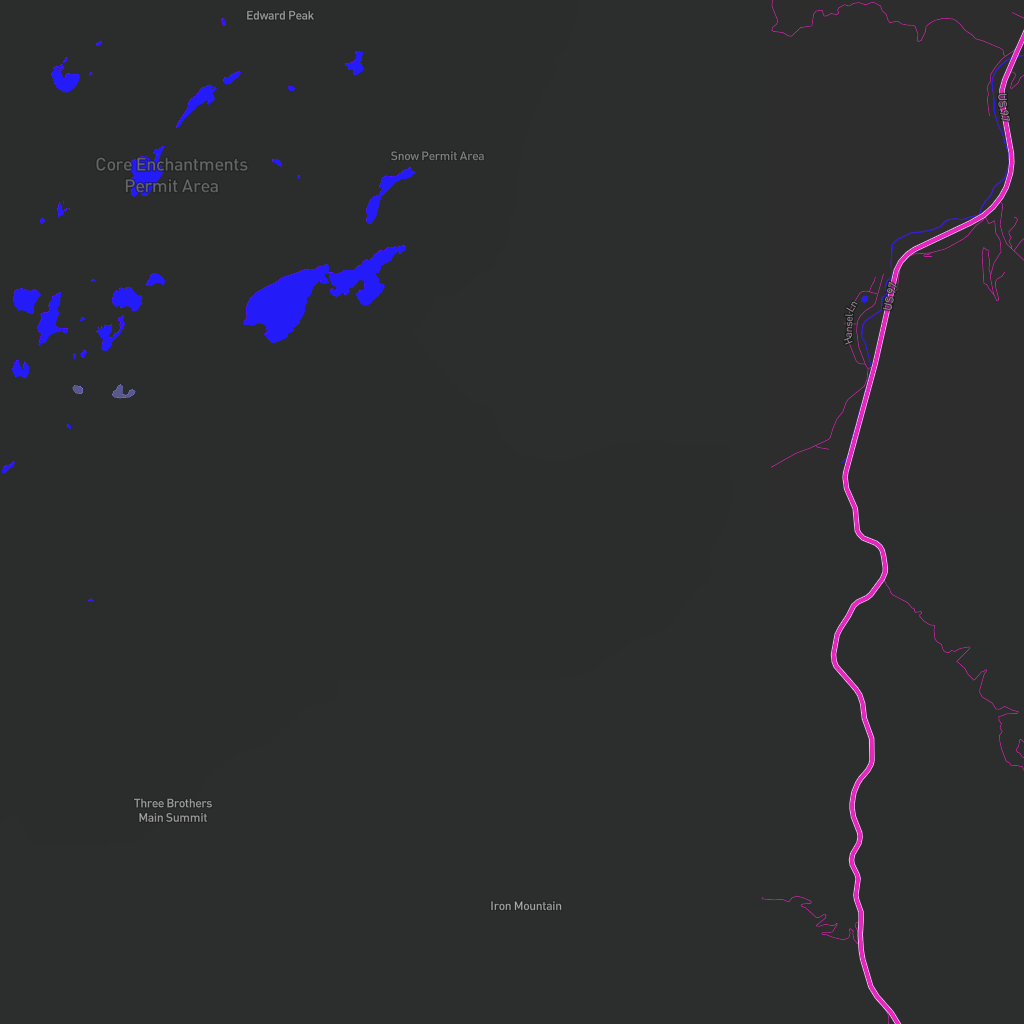 Edward Peak
US 97
Snow Permit Area
Core Enchantments
Permit Area
US 97
Hansel Ln
Three Brothers
Main Summit
Iron Mountain